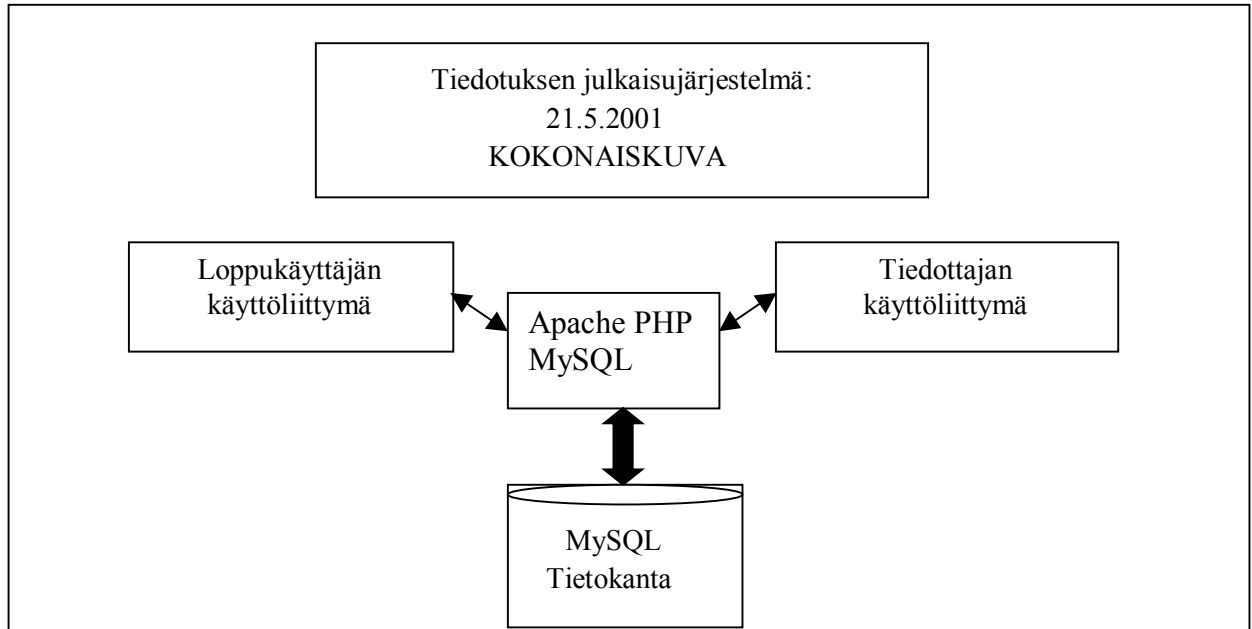 Tiedotuksen julkaisujärjestelmä:
21.5.2001
KOKONAISKUVA
Loppukäyttäjän
käyttöliittymä
Tiedottajan
käyttöliittymä
Apache PHP
MySQL
MySQL
Tietokanta